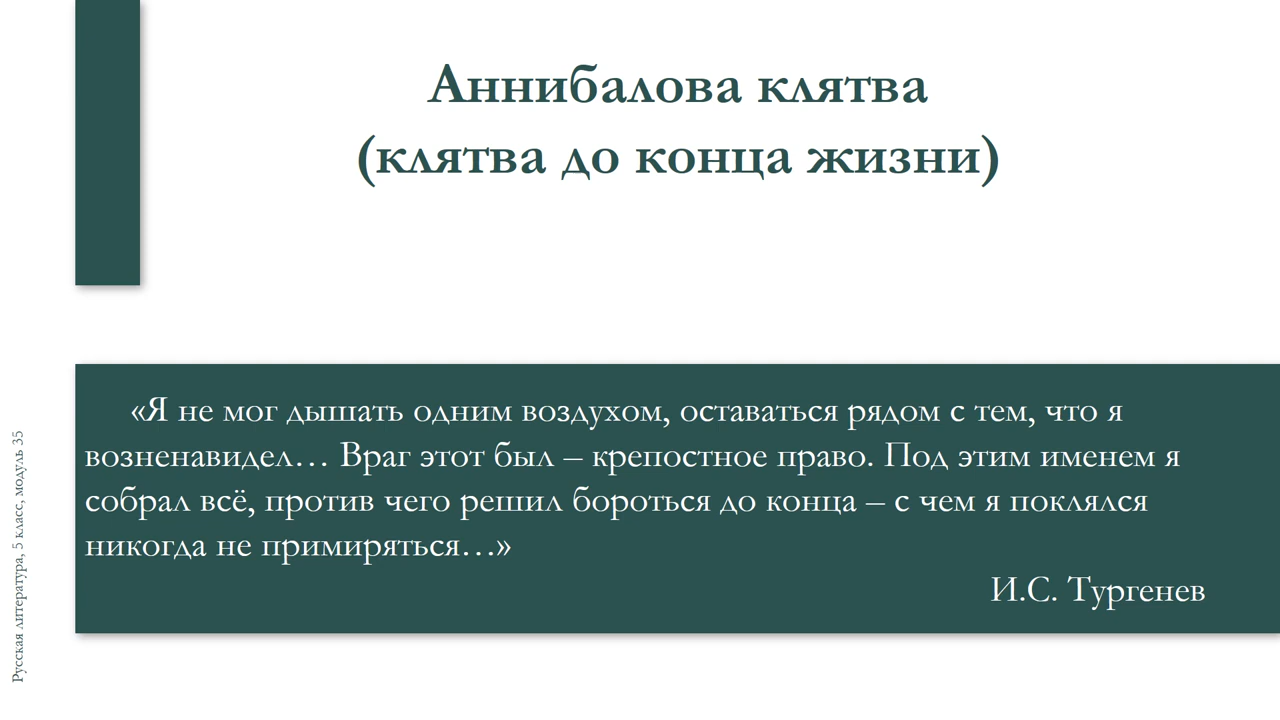 Аннибалова клятва
(клятва до конца жизни)
«Я не мог дышать одним воздухом, оставаться рядом с тем, что я
возненавидел… Враг этот был – крепостное право. Под этим именем я
собрал всё, против чего решил бороться до конца – с чем я поклялся
никогда не примиряться…»
И.С. Тургенев
Русская литература, 5 класс, модуль 35